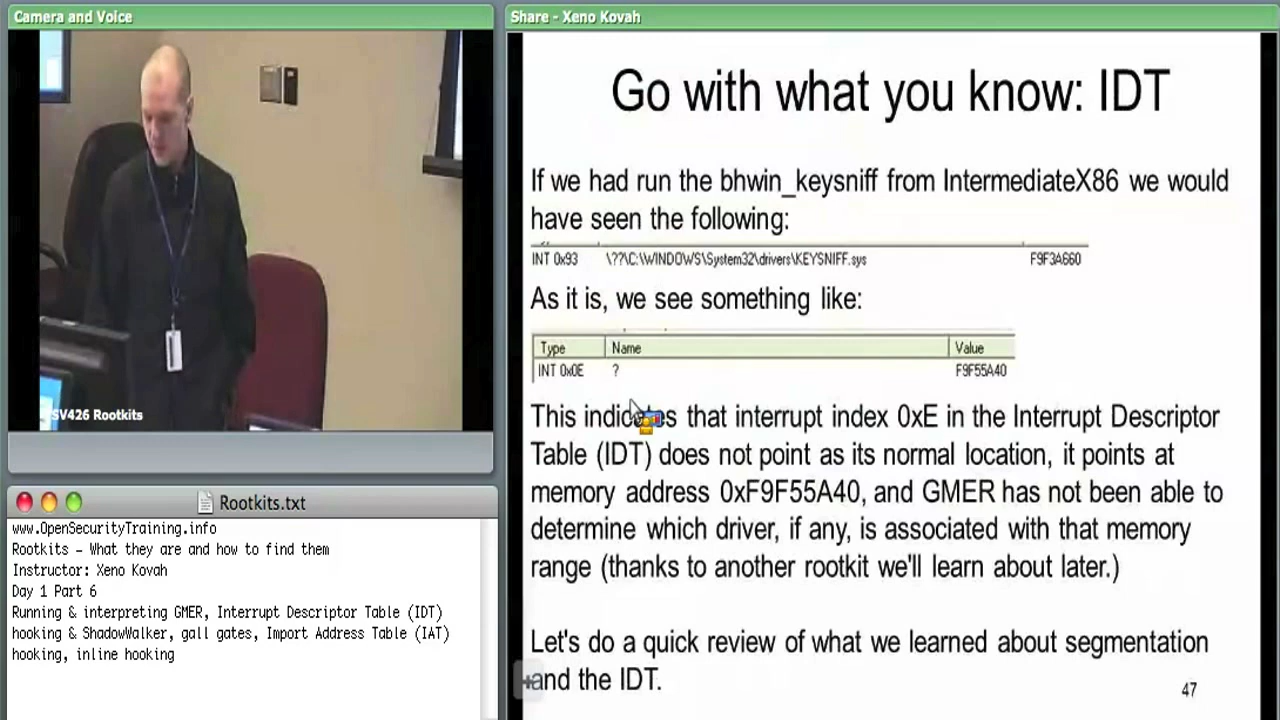 Camera and Voice
SV426 Rootkits
Rootkits.txt
www.OpenSecurityTraining.info
Rootkits – What they are and how to find them
Instructor: Xeno Kovah
Day 1 Part 6
Running & interpreting GMER, Interrupt Descriptor Table (IDT)
hooking & ShadowWalker, gall gates, Import Address Table (IAT)
hooking, inline hooking
Share - Xeno Kovah
Go with what you know: IDT
If we had run the bhwin_keysniff from IntermediateX86 we would
have seen the following:
INT 0x93 \??\C:\WINDOWS\System32\drivers\KEYSNIFF.sys F9F3A660
As it is, we see something like:
Type Name Value
INT 0x0E ? F9F55A40
This indicates that interrupt index 0xE in the Interrupt Descriptor
Table (IDT) does not point as its normal location, it points at
memory address 0xF9F55A40, and GMER has not been able to
determine which driver, if any, is associated with that memory
range (thanks to another rootkit we'll learn about later.)
Let's do a quick review of what we learned about segmentation
and the IDT.
47